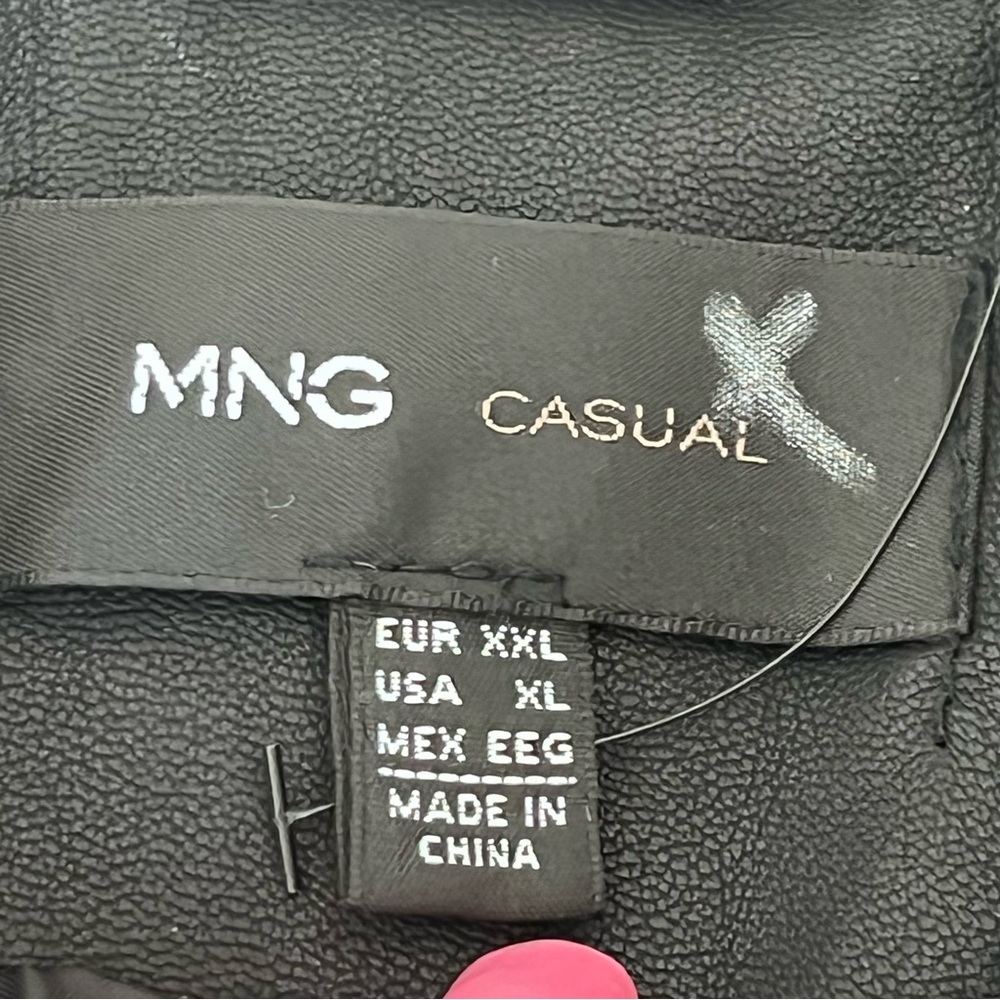 MNG CASUAL
EUR XXL
USA XL
MEX EEG
MADE IN
CHINA